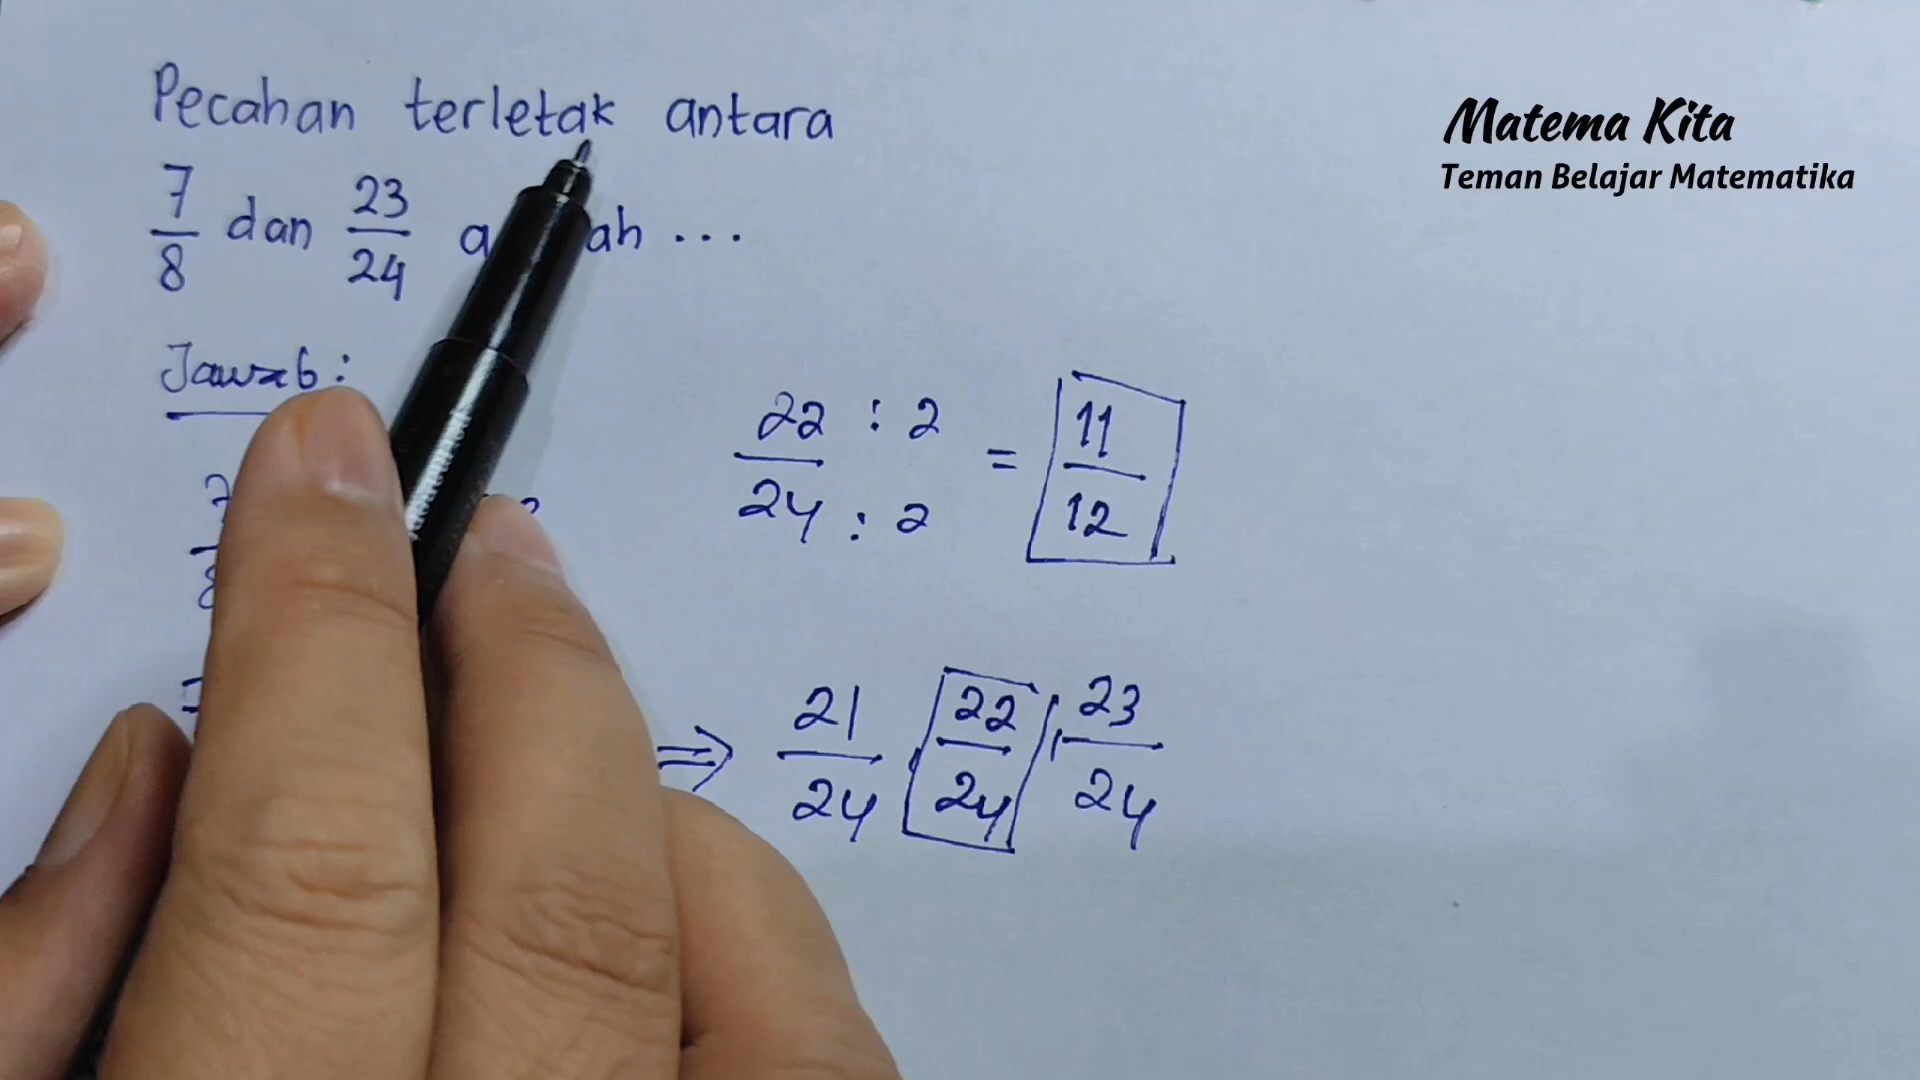 Pecahan terletak antara
7/8 dan 23/24 ...
Jawab:
22 : 2 / 24 : 2 = 11/12
⇒ 21/24, 22/24, 23/24
Matema Kita
Teman Belajar Matematika